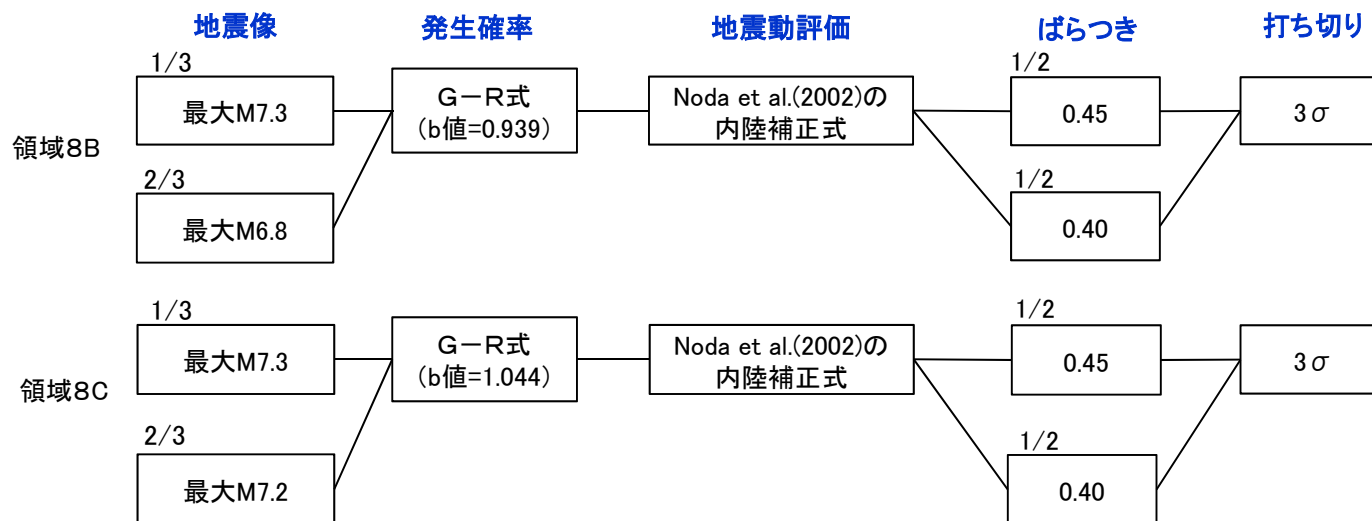 地震像 発生確率 地震動評価 ばらつき 打ち切り
領域8B
1/3
最大M7.3
2/3
最大M6.8
G-R式
(b値=0.939)
Noda et al.(2002)の
内陸補正式
1/2
0.45
1/2
0.40
3σ
領域8C
1/3
最大M7.3
2/3
最大M7.2
G-R式
(b値=1.044)
Noda et al.(2002)の
内陸補正式
1/2
0.45
1/2
0.40
3σ